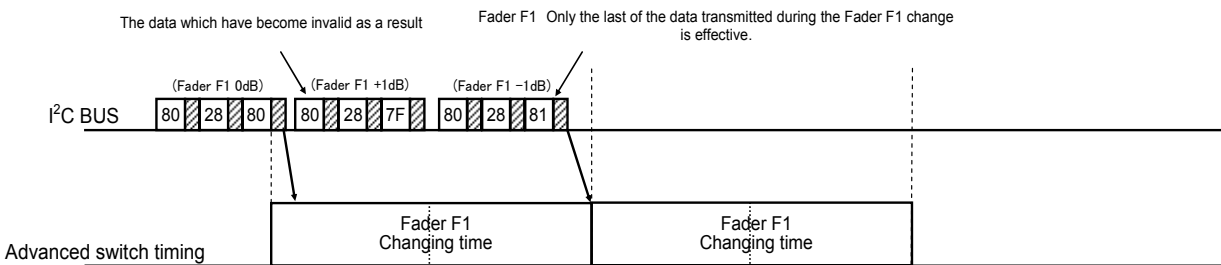 The data which have become invalid as a result
Fader F1 Only the last of the data transmitted during the Fader F1 change
is effective.
(Fader F1 0dB) (Fader F1 +1dB) (Fader F1 −1dB)
I²C BUS 80 28 80 80 28 7F 80 28 81
Fader F1
Changing time
Fader F1
Changing time
Advanced switch timing